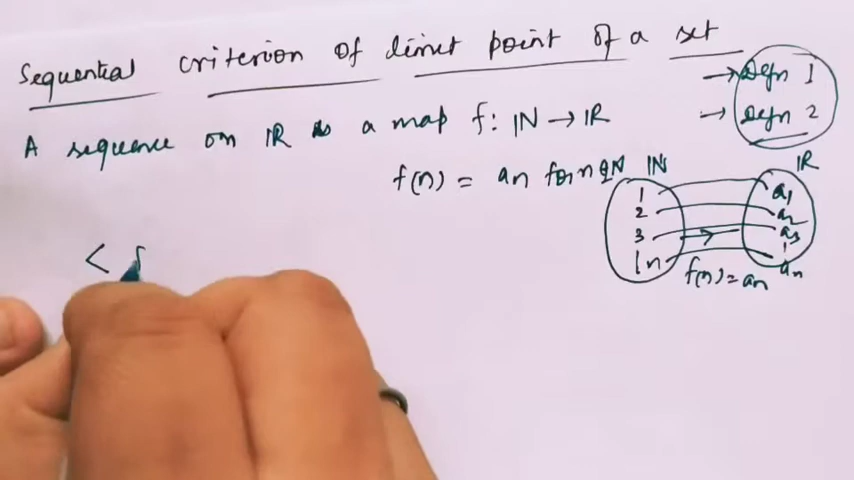 Sequential criterion of limit point of a set
→ Defn 1
→ Defn 2
A sequence on IR is a map f: IN → IR
f(n) = an for n ∈ IN
IN
IR
1
2
3
n
a1
a2
a3
an
f(n) = an
<